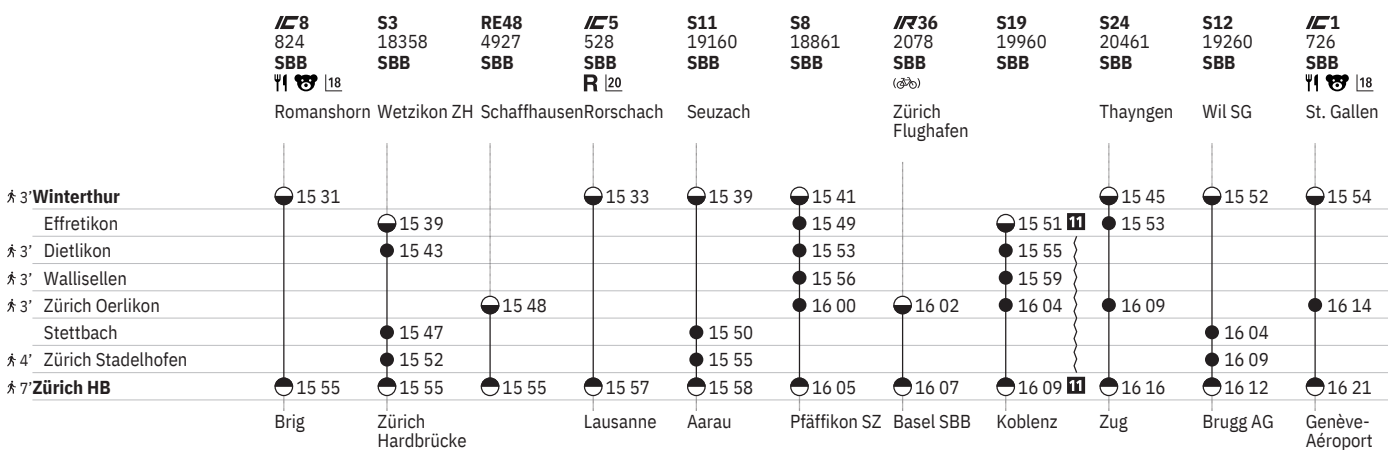 IC8 S3 RE48 IC5 S11 S8 IR36 S19 S24 S12 IC1
824 18358 4927 528 19160 18861 2078 19960 20461 19260 726
SBB SBB SBB SBB SBB SBB SBB SBB SBB SBB SBB
18 R 20 18
Romanshorn Wetzikon ZH Schaffhausen Rorschach Seuzach Zürich Thayngen Wil SG St. Gallen
Flughafen
3' Winterthur 15 31 15 33 15 39 15 41 15 45 15 52 15 54
Effretikon 15 39 15 49 15 51 11 15 53
3' Dietlikon 15 43 15 53 15 55
3' Wallisellen 15 56 15 59
3' Zürich Oerlikon 15 48 16 00 16 02 16 04 16 09 16 14
Stettbach 15 47 15 50 16 04
4' Zürich Stadelhofen 15 52 15 55 16 09
7' Zürich HB 15 55 15 55 15 55 15 57 15 58 16 05 16 07 16 09 11 16 16 16 12 16 21
Brig Zürich Lausanne Aarau Pfäffikon SZ Basel SBB Koblenz Zug Brugg AG Genève-
Hardbrücke Aéroport